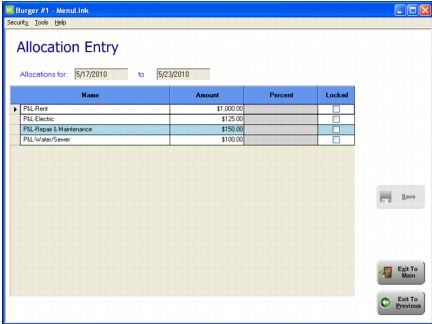 Burger #1 - MenuLink
Security Tools Help
Allocation Entry
Allocations for: 5/17/2010 to 5/23/2010
Name Amount Percent Locked
P&L-Rent $1,000.00
P&L-Electric $125.00
P&L-Repair & Maintenance $150.00
P&L-Water/Sewer $100.00
Save
Exit To
Main
Exit To
Previous